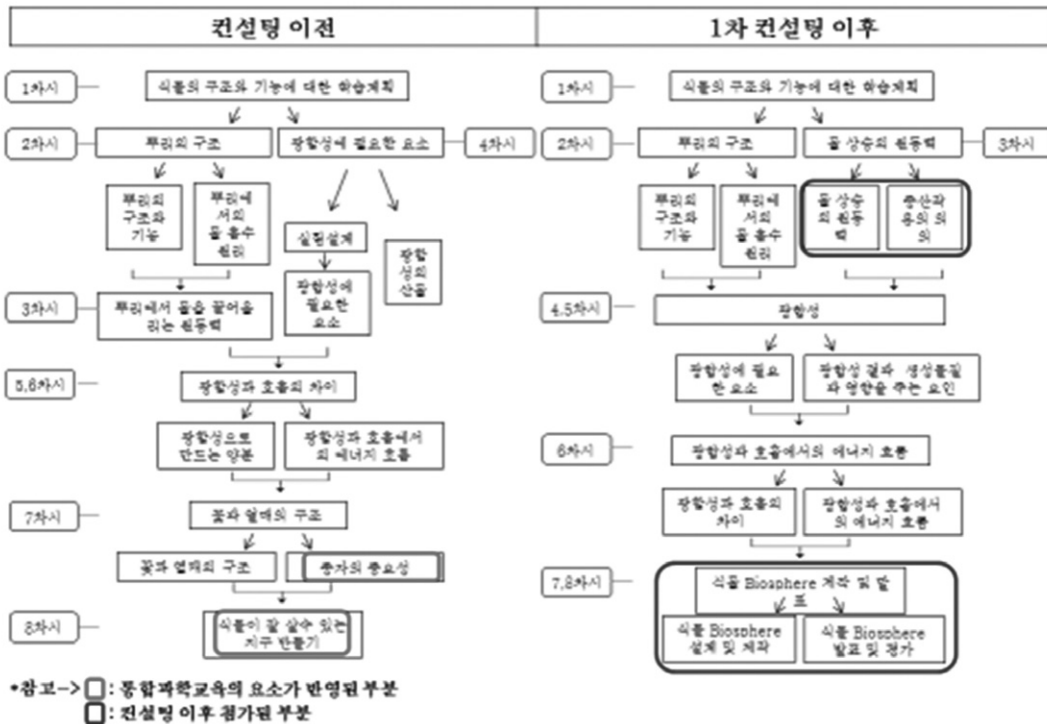 컨설팅 이전
1차 컨설팅 이후
1차시
식물의 구조와 기능에 대한 학습계획
2차시
뿌리의 구조
광합성에 필요한 요소
4차시
뿌리의
구조와
기능
뿌리에
서의
물 흡수
원리
실험설계
광합성에
필요한
요소
광합
성의
산물
3차시
뿌리에서 물을 끌어올
리는 원동력
5,6차시
광합성과 호흡의 차이
광합성으로
만드는 양분
광합성과 호흡에서
의 에너지 흐름
7차시
꽃과 열매의 구조
꽃과 열매의 구조
종자의 중요성
8차시
식물이 잘 살수 있는
지구 만들기
1차시
식물의 구조와 기능에 대한 학습계획
2차시
뿌리의 구조
물 상승의 원동력
3차시
뿌리의
구조와
기능
뿌리에
서의
물 흡수
원리
물 상승
의 원동
력
증산작
용의 의
의
4,5차시
광합성
광합성에 필요
한 요소
광합성 결과 생성물질
과 영향을 주는 요인
6차시
광합성과 호흡에서의 에너지 흐름
광합성과 호흡의
차이
광합성과 호흡에서
의 에너지 흐름
7,8차시
식물 Biosphere 제작 및 발
표
식물 Biosphere
설계 및 제작
식물 Biosphere
발표 및 평가
*참고-> : 통합과학교육의 요소가 반영된 부분
: 컨설팅 이후 첨가된 부분